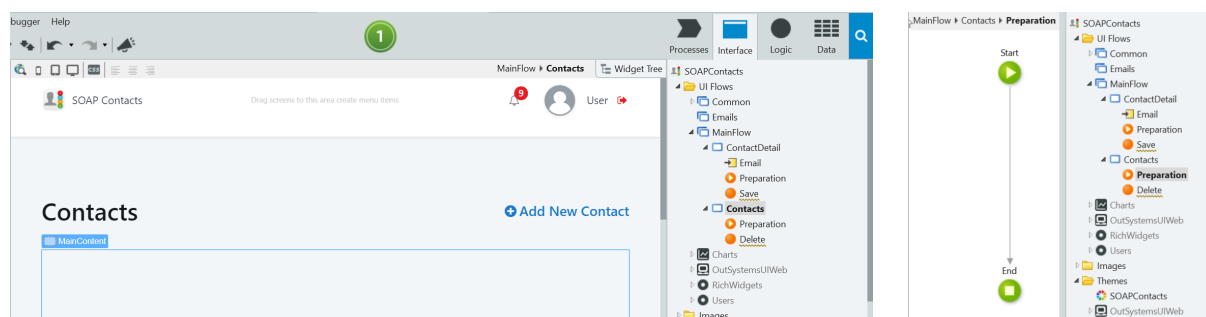 bugger Help
1
Processes Interface Logic Data
css
MainFlow Contacts
Widget Tree
SOAP Contacts
Drag screens to this area create menu items
9
User
Contacts
Add New Contact
MainContent
SOAPContacts
UI Flows
Common
Emails
MainFlow
ContactDetail
Email
Preparation
Save
Contacts
Preparation
Delete
Charts
OutSystemsUIWeb
RichWidgets
Users
Images
MainFlow Contacts Preparation
Start
End
SOAPContacts
UI Flows
Common
Emails
MainFlow
ContactDetail
Email
Preparation
Save
Contacts
Preparation
Delete
Charts
OutSystemsUIWeb
RichWidgets
Users
Images
Themes
SOAPContacts
OutSystemsUIWeb